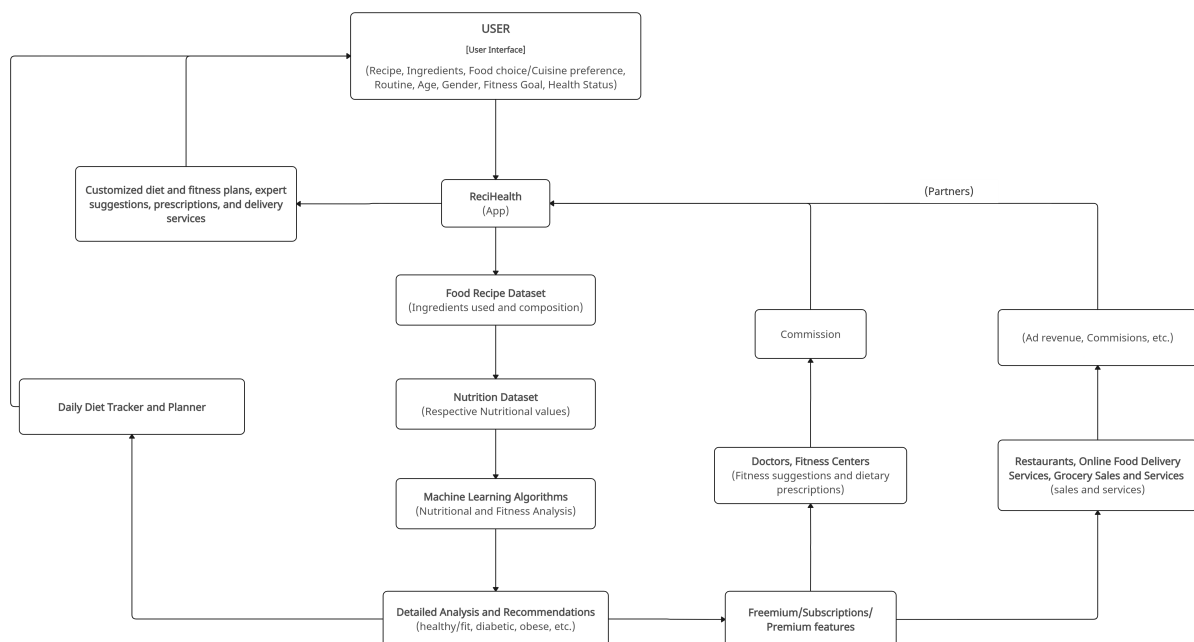 USER
[User Interface]
(Recipe, Ingredients, Food choice/Cuisine preference,
Routine, Age, Gender, Fitness Goal, Health Status)
Customized diet and fitness plans, expert
suggestions, prescriptions, and delivery
services
ReciHealth
(App)
(Partners)
Food Recipe Dataset
(Ingredients used and composition)
Commission
(Ad revenue, Commisions, etc.)
Daily Diet Tracker and Planner
Nutrition Dataset
(Respective Nutritional values)
Doctors, Fitness Centers
(Fitness suggestions and dietary
prescriptions)
Restaurants, Online Food Delivery
Services, Grocery Sales and Services
(sales and services)
Machine Learning Algorithms
(Nutritional and Fitness Analysis)
Detailed Analysis and Recommendations
(healthy/fit, diabetic, obese, etc.)
Freemium/Subscriptions/
Premium features